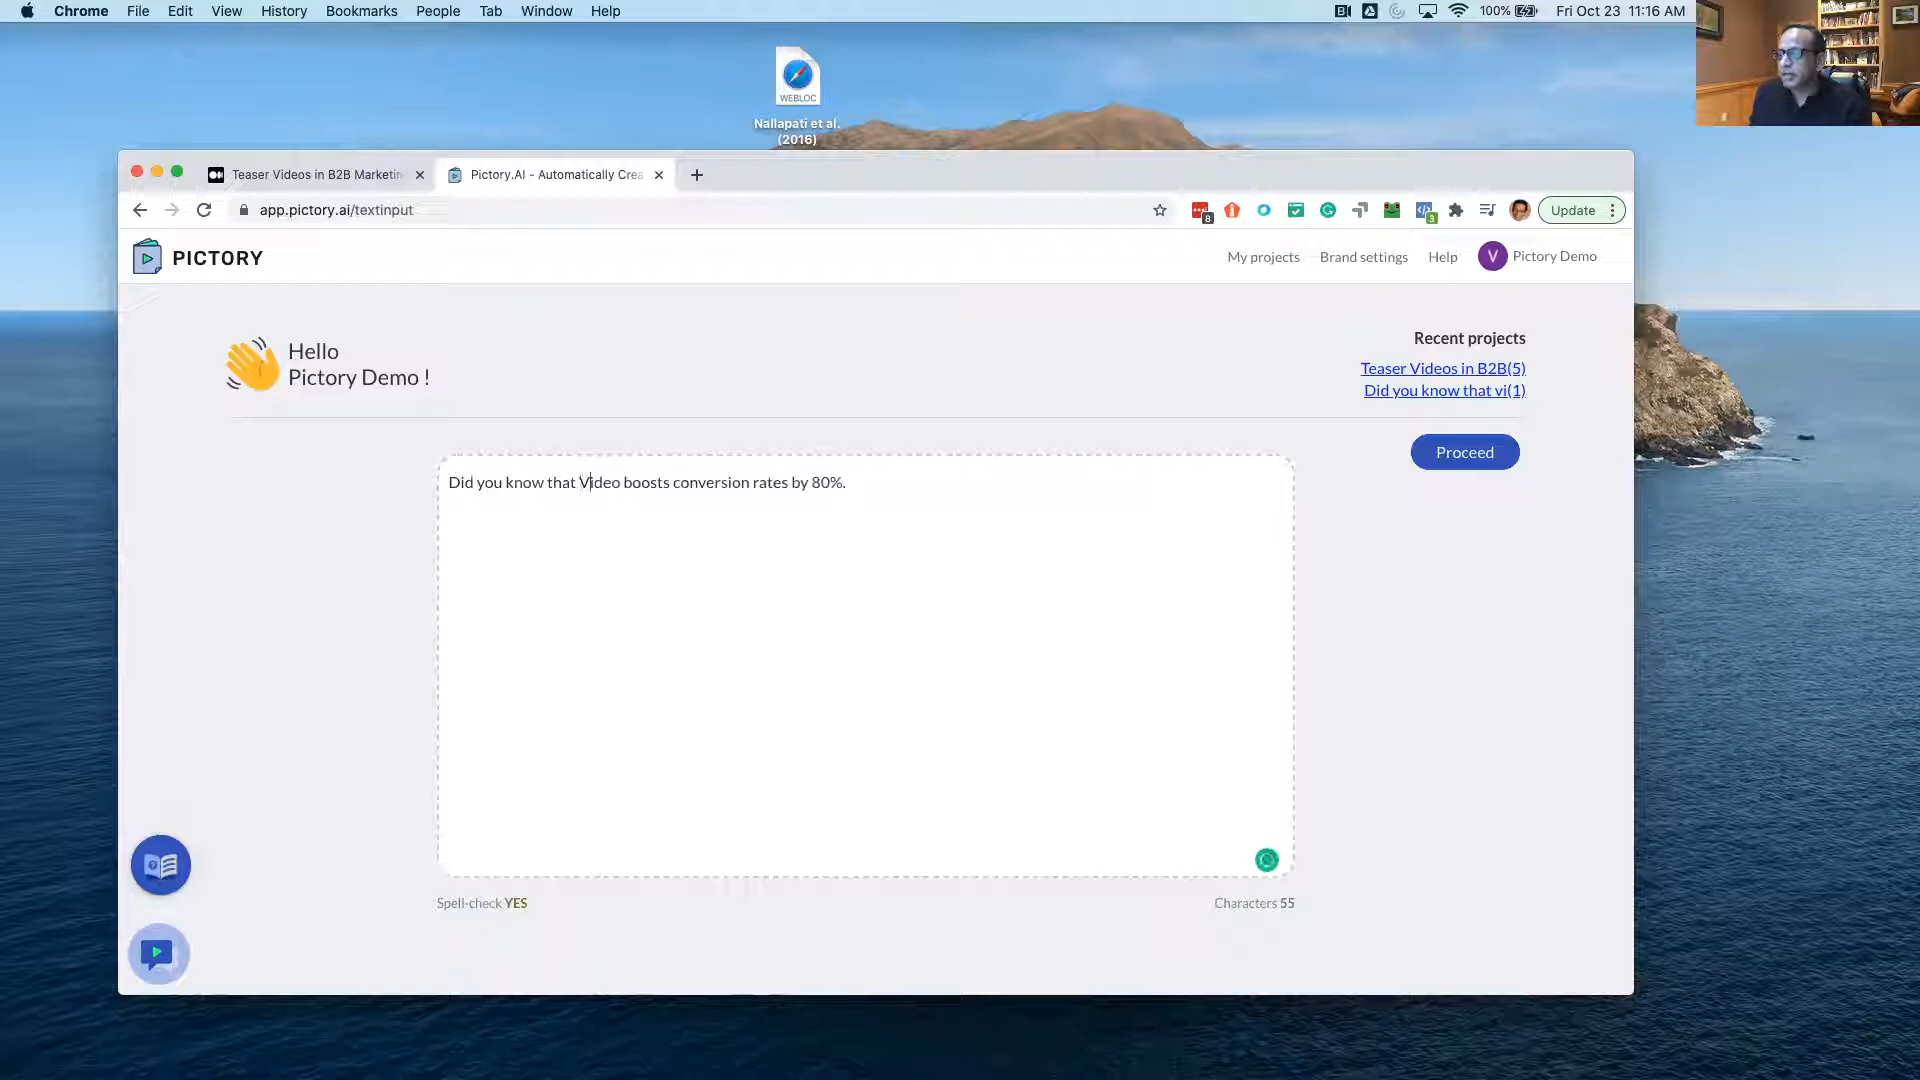 Chrome File Edit View History Bookmarks People Tab Window Help
100% Fri Oct 23 11:16 AM
WEBLOC
Nallapati et al.
(2016)
Teaser Videos in B2B Marketin
Pictory.AI - Automatically Crea
app.pictory.ai/textinput
8
3
Update
PICTORY
My projects Brand settings Help V Pictory Demo
Hello
Pictory Demo !
Recent projects
Teaser Videos in B2B(5)
Did you know that vi(1)
Proceed
Did you know that Video boosts conversion rates by 80%.
Spell-check YES
Characters 55